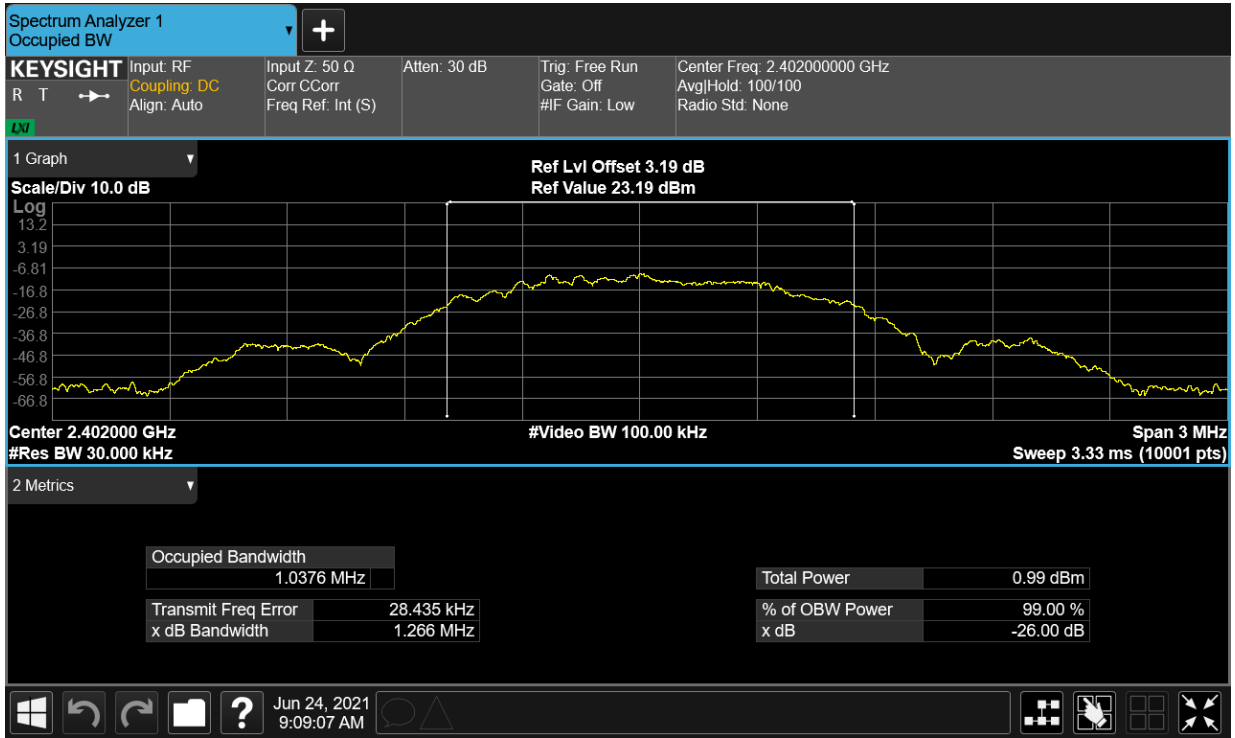 Spectrum Analyzer 1
Occupied BW
▼
+
KEYSIGHT
R T
LXI
Input: RF
Coupling: DC
Align: Auto
Input Z: 50 Ω
Corr CCorr
Freq Ref: Int (S)
Atten: 30 dB
Trig: Free Run
Gate: Off
#IF Gain: Low
Center Freq: 2.402000000 GHz
Avg|Hold: 100/100
Radio Std: None
1 Graph ▼
Scale/Div 10.0 dB
Ref Lvl Offset 3.19 dB
Ref Value 23.19 dBm
Log
13.2
3.19
-6.81
-16.8
-26.8
-36.8
-46.8
-56.8
-66.8
Center 2.402000 GHz
#Res BW 30.000 kHz
#Video BW 100.00 kHz
Span 3 MHz
Sweep 3.33 ms (10001 pts)
2 Metrics ▼
Occupied Bandwidth
1.0376 MHz
Transmit Freq Error 28.435 kHz
x dB Bandwidth 1.266 MHz
Total Power 0.99 dBm
% of OBW Power 99.00 %
x dB -26.00 dB
?
Jun 24, 2021
9:09:07 AM